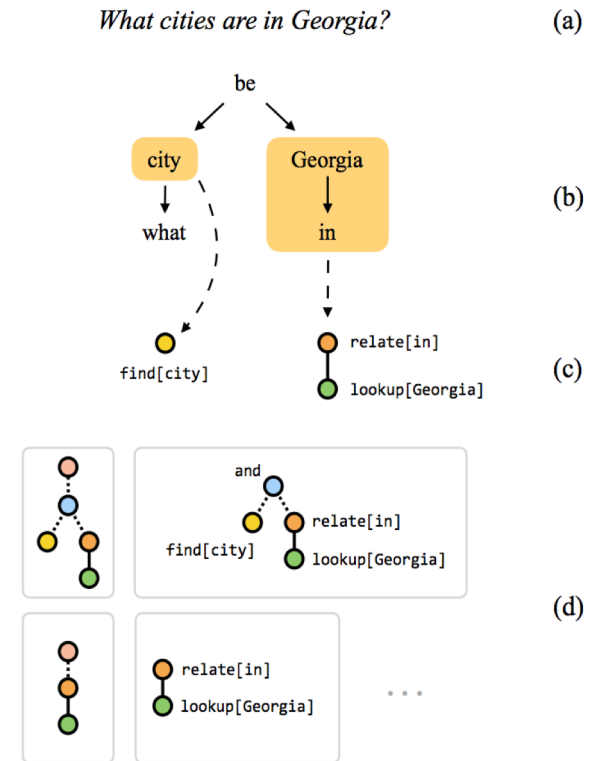 What cities are in Georgia? (a)
be
city Georgia
(b)
what in
relate[in]
find[city] (c)
lookup[Georgia]
and
relate[in]
find[city]
lookup[Georgia]
(d)
relate[in]
...
lookup[Georgia]